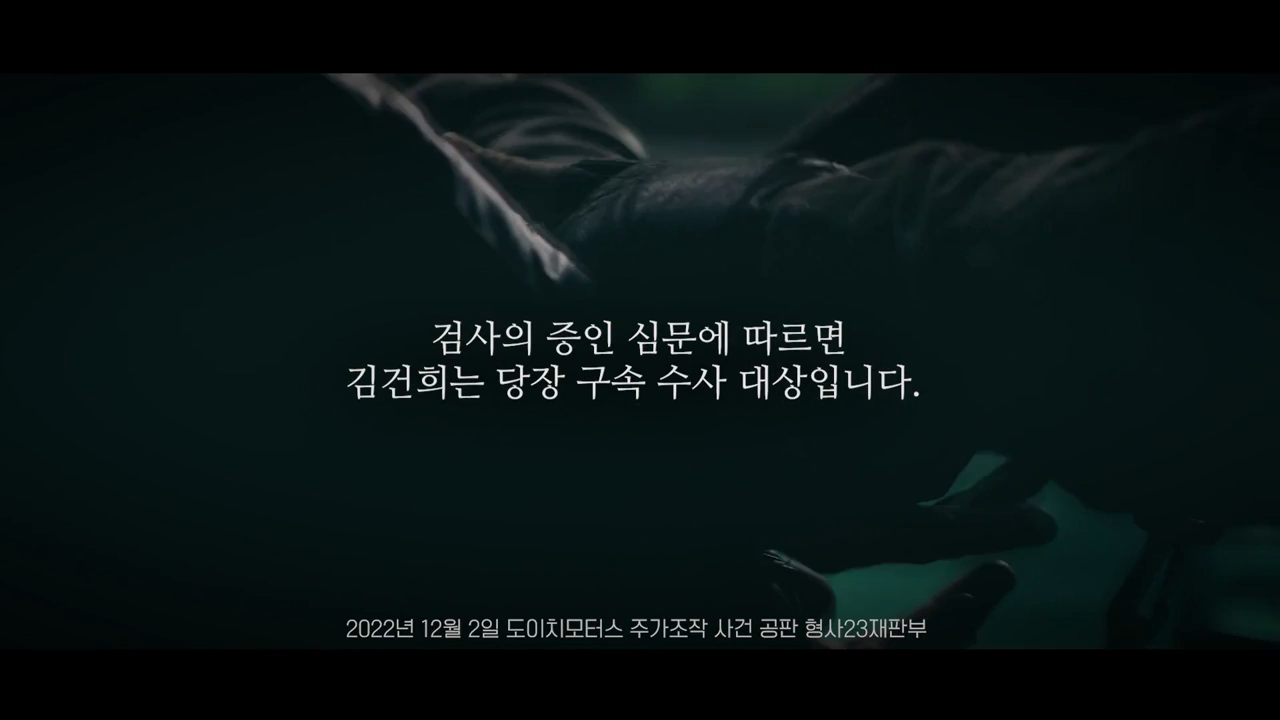 검사의 증인 심문에 따르면
김건희는 당장 구속 수사 대상입니다.
2022년 12월 2일 도이치모터스 주가조작 사건 공판 형사23재판부